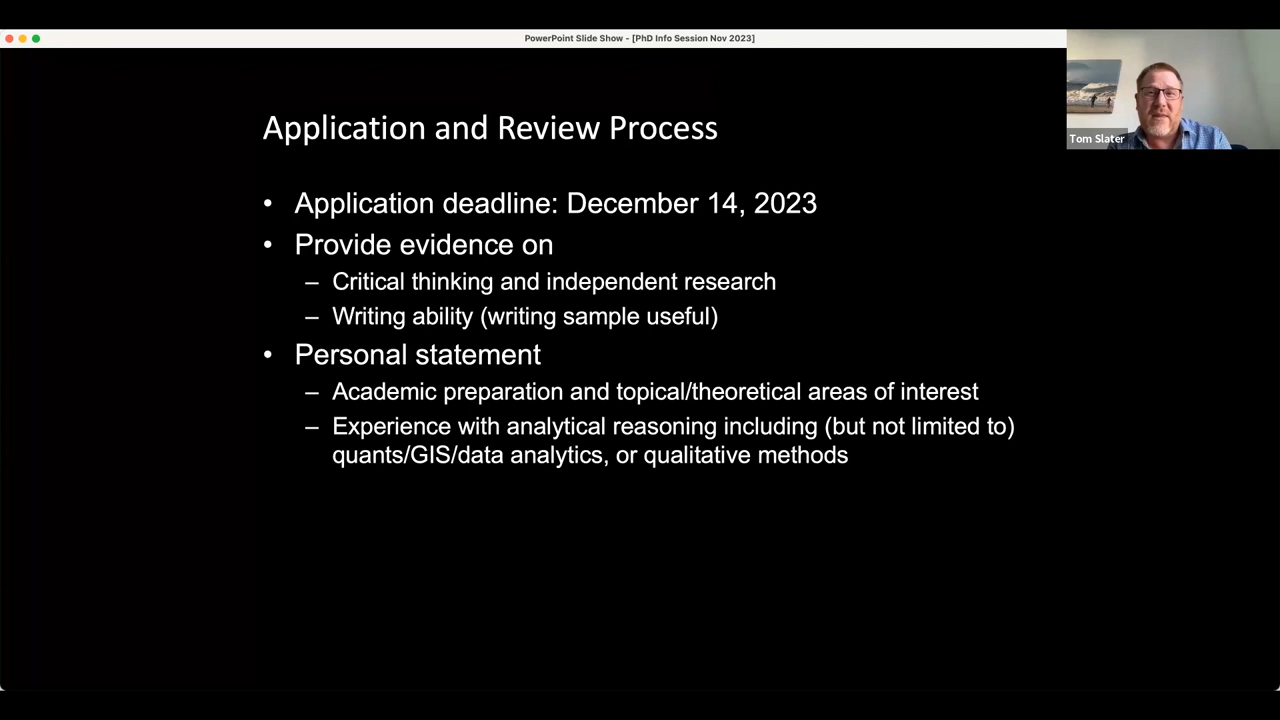 PowerPoint Slide Show - [PhD Info Session Nov 2023]
Tom Slater
Application and Review Process
• Application deadline: December 14, 2023
• Provide evidence on
– Critical thinking and independent research
– Writing ability (writing sample useful)
• Personal statement
– Academic preparation and topical/theoretical areas of interest
– Experience with analytical reasoning including (but not limited to)
quants/GIS/data analytics, or qualitative methods